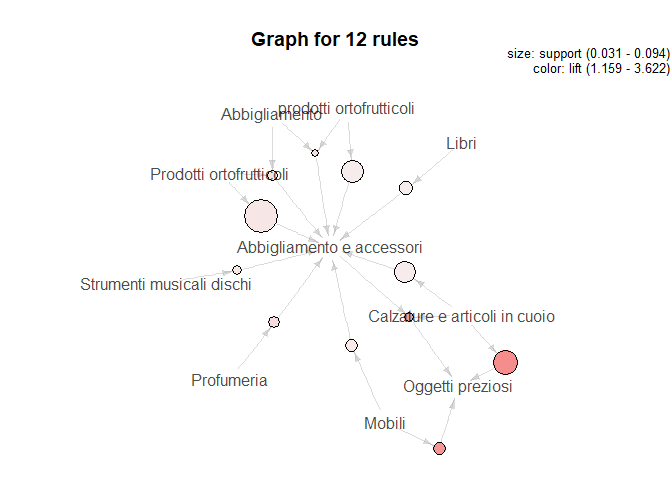 Graph for 12 rules
size: support (0.031 - 0.094)
color: lift (1.159 - 3.622)
prodotti ortofrutticoli
Abbigliamento
Libri
Prodotti ortofrutticoli
Abbigliamento e accessori
Strumenti musicali dischi
Calzature e articoli in cuoio
Profumeria
Oggetti preziosi
Mobili